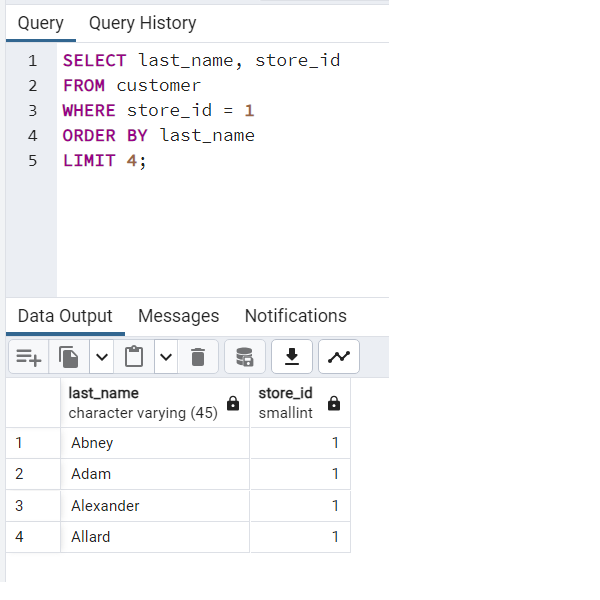 Query Query History
1 SELECT last_name, store_id
2 FROM customer
3 WHERE store_id = 1
4 ORDER BY last_name
5 LIMIT 4;
Data Output Messages Notifications
last_name store_id
character varying (45) smallint
1 Abney 1
2 Adam 1
3 Alexander 1
4 Allard 1